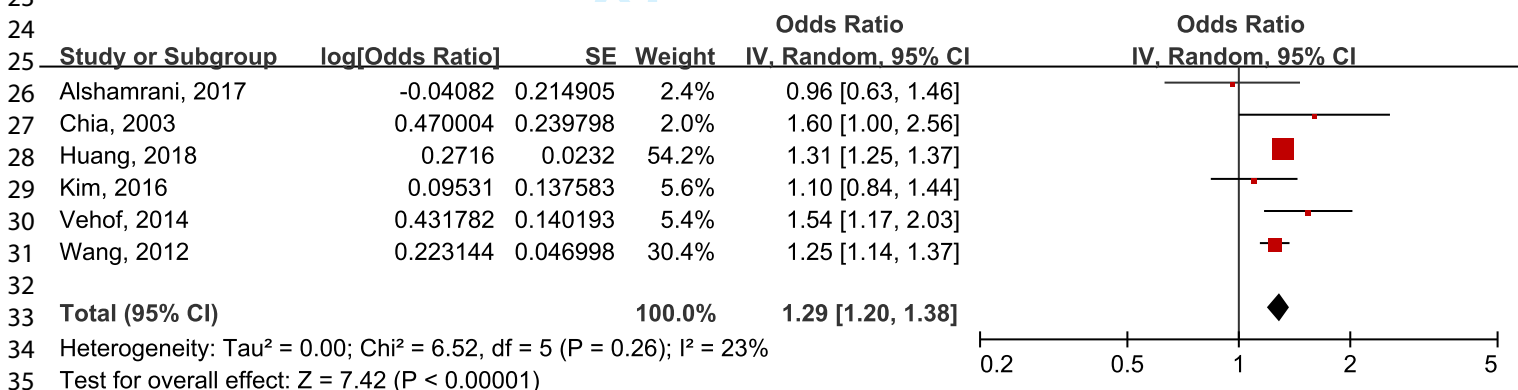 24 Odds Ratio Odds Ratio
25 Study or Subgroup log[Odds Ratio] SE Weight IV, Random, 95% CI IV, Random, 95% CI
26 Alshamrani, 2017 -0.04082 0.214905 2.4% 0.96 [0.63, 1.46]
27 Chia, 2003 0.470004 0.239798 2.0% 1.60 [1.00, 2.56]
28 Huang, 2018 0.2716 0.0232 54.2% 1.31 [1.25, 1.37]
29 Kim, 2016 0.09531 0.137583 5.6% 1.10 [0.84, 1.44]
30 Vehof, 2014 0.431782 0.140193 5.4% 1.54 [1.17, 2.03]
31 Wang, 2012 0.223144 0.046998 30.4% 1.25 [1.14, 1.37]
32
33 Total (95% CI) 100.0% 1.29 [1.20, 1.38]
34 Heterogeneity: Tau² = 0.00; Chi² = 6.52, df = 5 (P = 0.26); I² = 23%
0.2 0.5 1 2 5
35 Test for overall effect: Z = 7.42 (P < 0.00001)